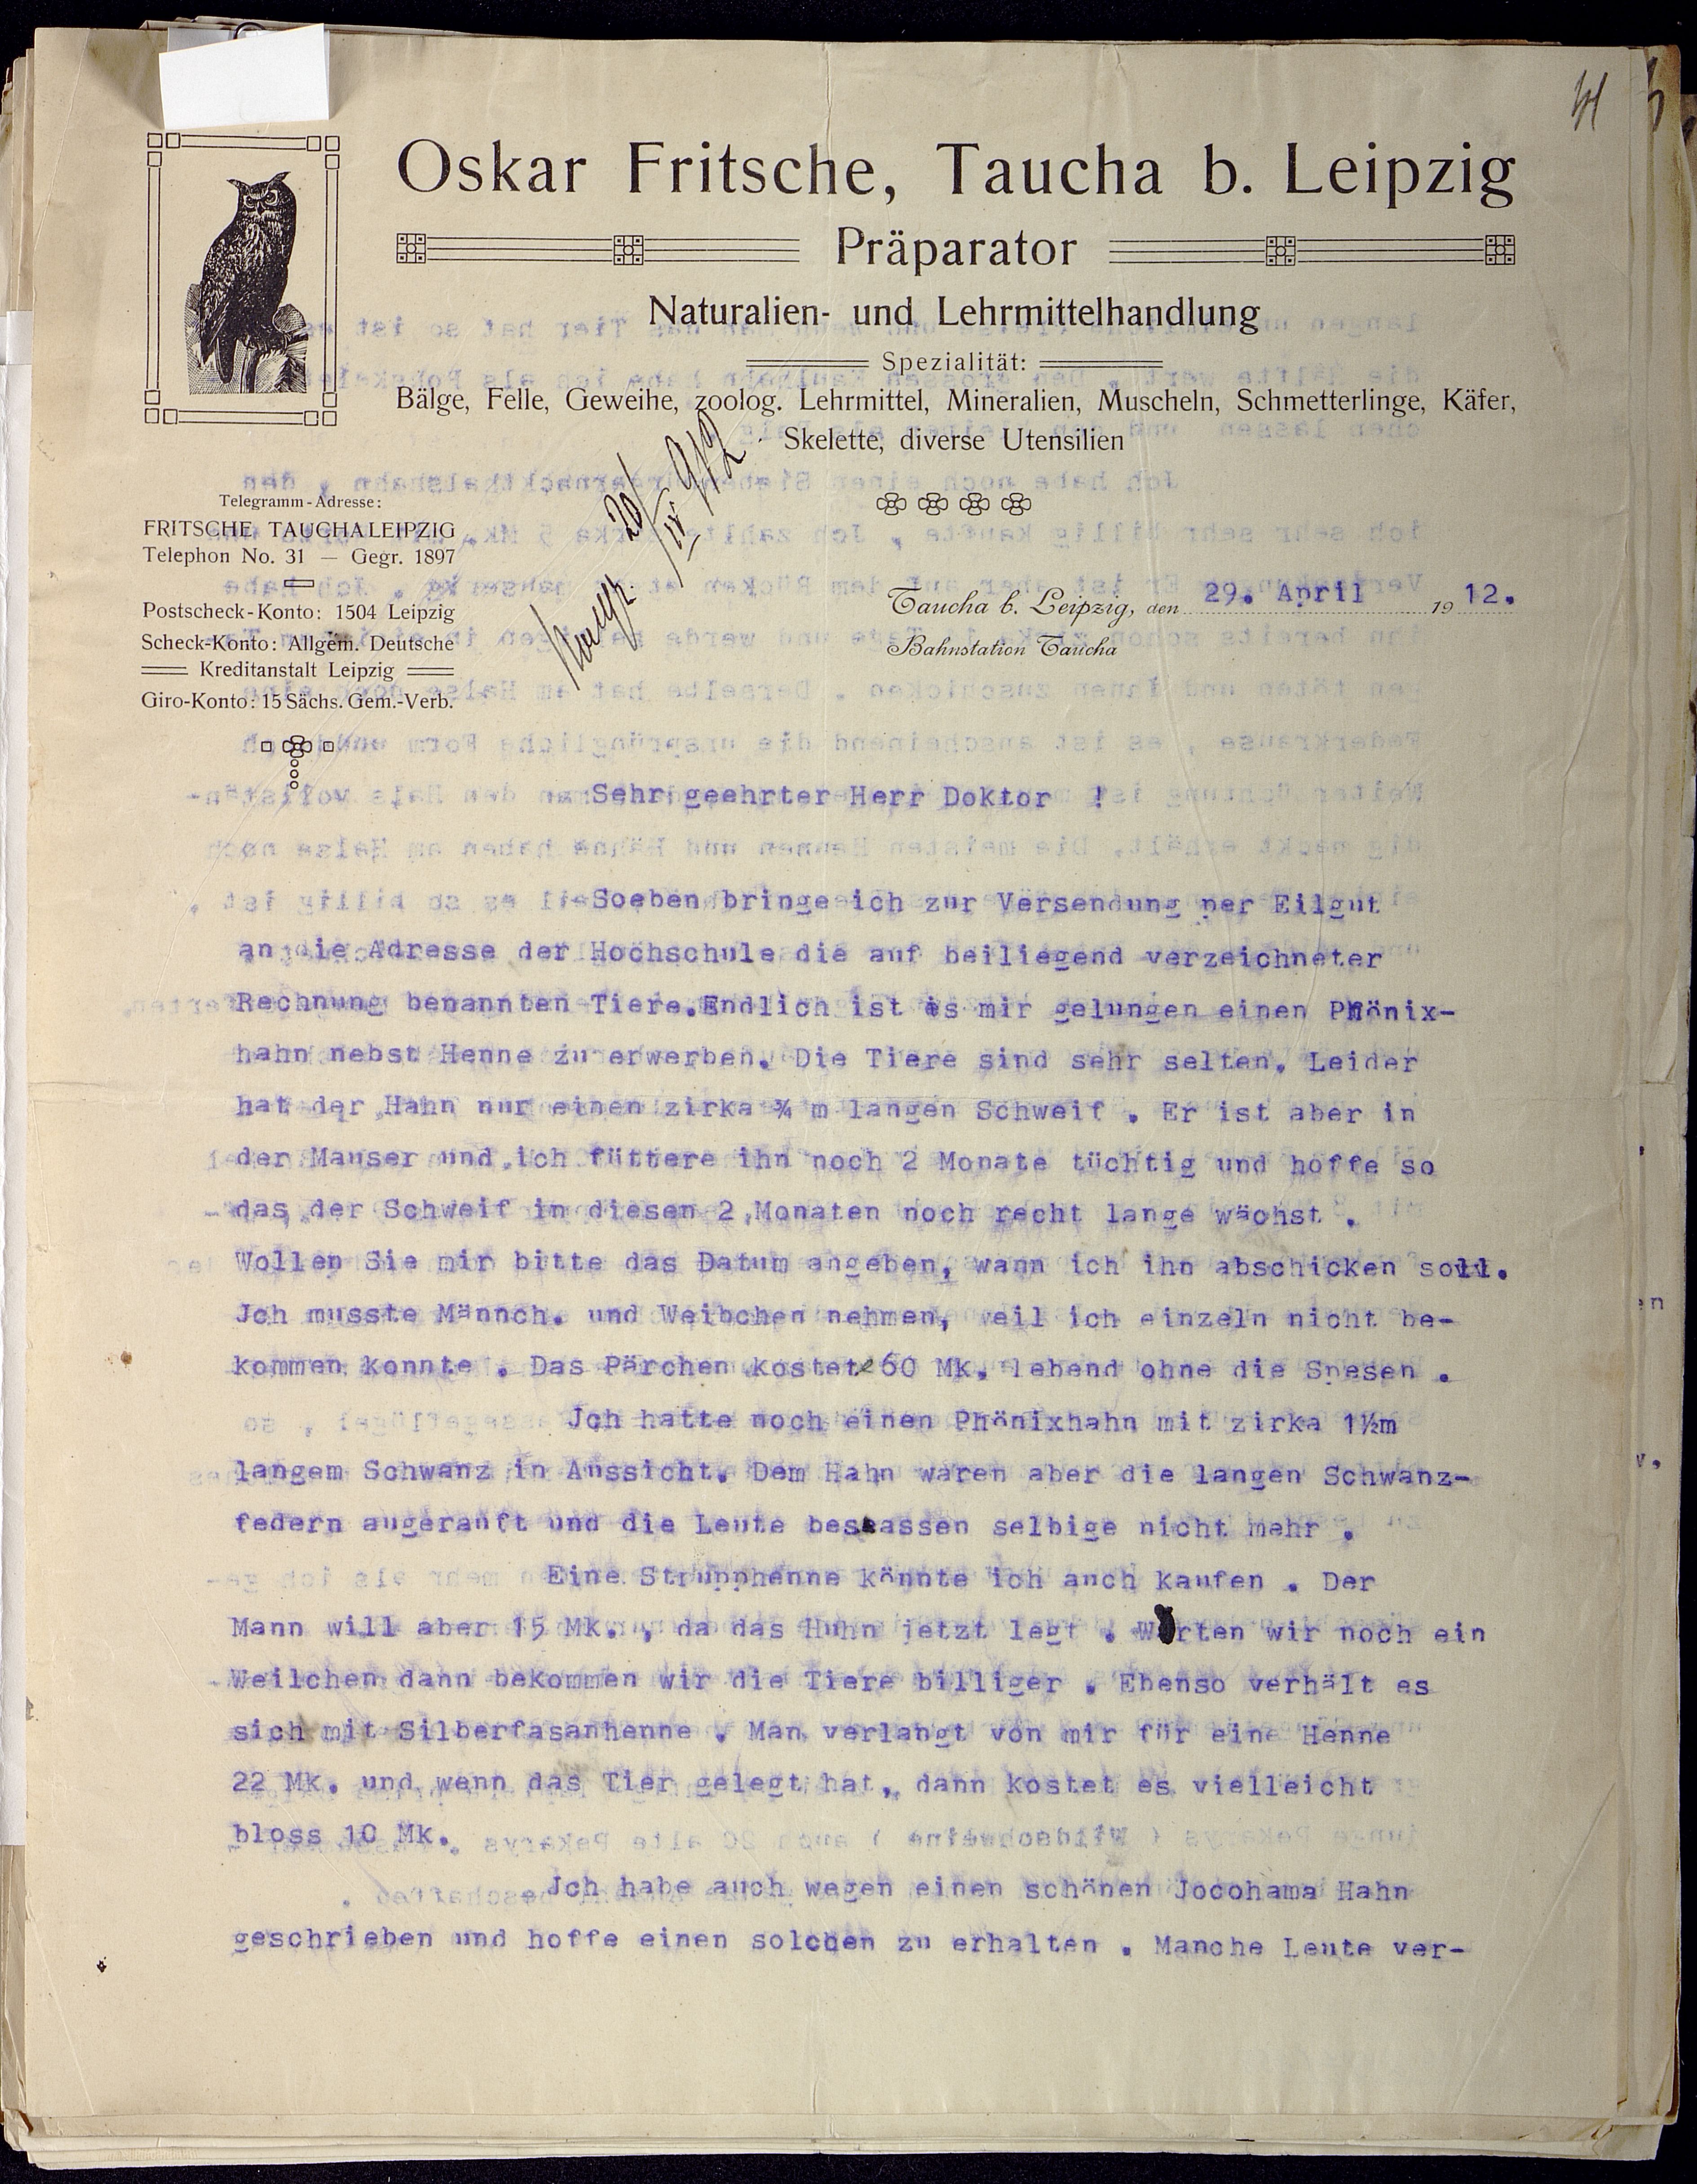 41
Oskar Fritsche, Taucha b. Leipzig
Präparator
Naturalien- und Lehrmittelhandlung
Spezialität:
Bälge, Felle, Geweihe, zoolog. Lehrmittel, Mineralien, Muscheln, Schmetterlinge, Käfer,
Skelette, diverse Utensilien
Telegramm-Adresse:
FRITSCHE TAUCHALEIPZIG
Telephon No. 31 — Gegr. 1897
Postscheck-Konto: 1504 Leipzig
Scheck-Konto: Allgem. Deutsche
Kreditanstalt Leipzig
Giro-Konto: 15 Sächs. Gem.-Verb.
Taucha b. Leipzig, den 29. April 1912.
Bahnstation Taucha
Sehr geehrter Herr Doktor !
Soeben bringe ich zur Versendung per Eilgut
an die Adresse der Hochschule die auf beiliegend verzeichneter
Rechnung benannten Tiere.Endlich ist es mir gelungen einen Phönix-
hahn nebst Henne zu erwerben. Die Tiere sind sehr selten. Leider
hat der Hahn nur einen zirka ¾ m langen Schweif . Er ist aber in
der Mauser und ich füttere ihn noch 2 Monate tüchtig und hoffe so
das der Schweif in diesen 2 Monaten noch recht lange wächst .
Wollen Sie mir bitte das Datum angeben, wann ich ihn abschicken soll.
Jch musste Männch. und Weibchen nehmen, weil ich einzeln nicht be-
kommen konnte . Das Pärchen kostete 60 Mk. lebend ohne die Spesen .
Jch hatte noch einen Phönixhahn mit zirka 1½m
langem Schwanz in Aussicht. Dem Hahn waren aber die langen Schwanz-
federn augerauft und die Leute besassen selbige nicht mehr .
Eine Strupphenne könnte ich auch kaufen . Der
Mann will aber 15 Mk. , da das Huhn jetzt legt . Warten wir noch ein
Weilchen dann bekommen wir die Tiere billiger . Ebenso verhält es
sich mit Silberfasanhenne . Man verlangt von mir für eine Henne
22 Mk. und wenn das Tier gelegt hat, dann kostet es vielleicht
bloss 10 Mk.
Jch habe auch wegen einen schönen Jocohama Hahn
geschrieben und hoffe einen solchen zu erhalten . Manche Leute ver-